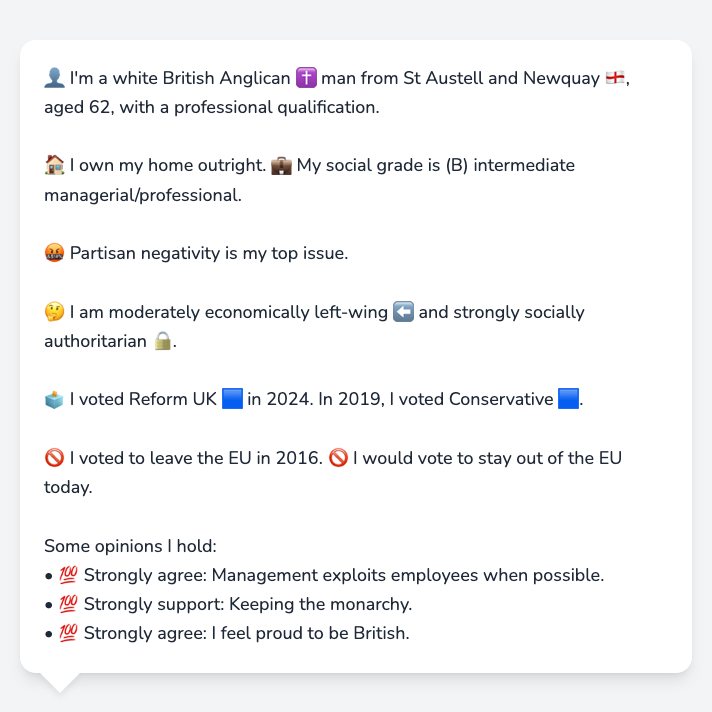 👤 I'm a white British Anglican ✝️ man from St Austell and Newquay 🏴󠁧󠁢󠁥󠁮󠁧󠁿,
aged 62, with a professional qualification.
🏠 I own my home outright. 💼 My social grade is (B) intermediate
managerial/professional.
🤬 Partisan negativity is my top issue.
🤔 I am moderately economically left-wing ⬅️ and strongly socially
authoritarian 🔒.
🗳️ I voted Reform UK 🟦 in 2024. In 2019, I voted Conservative 🟦.
🚫 I voted to leave the EU in 2016. 🚫 I would vote to stay out of the EU
today.
Some opinions I hold:
• 💯 Strongly agree: Management exploits employees when possible.
• 💯 Strongly support: Keeping the monarchy.
• 💯 Strongly agree: I feel proud to be British.